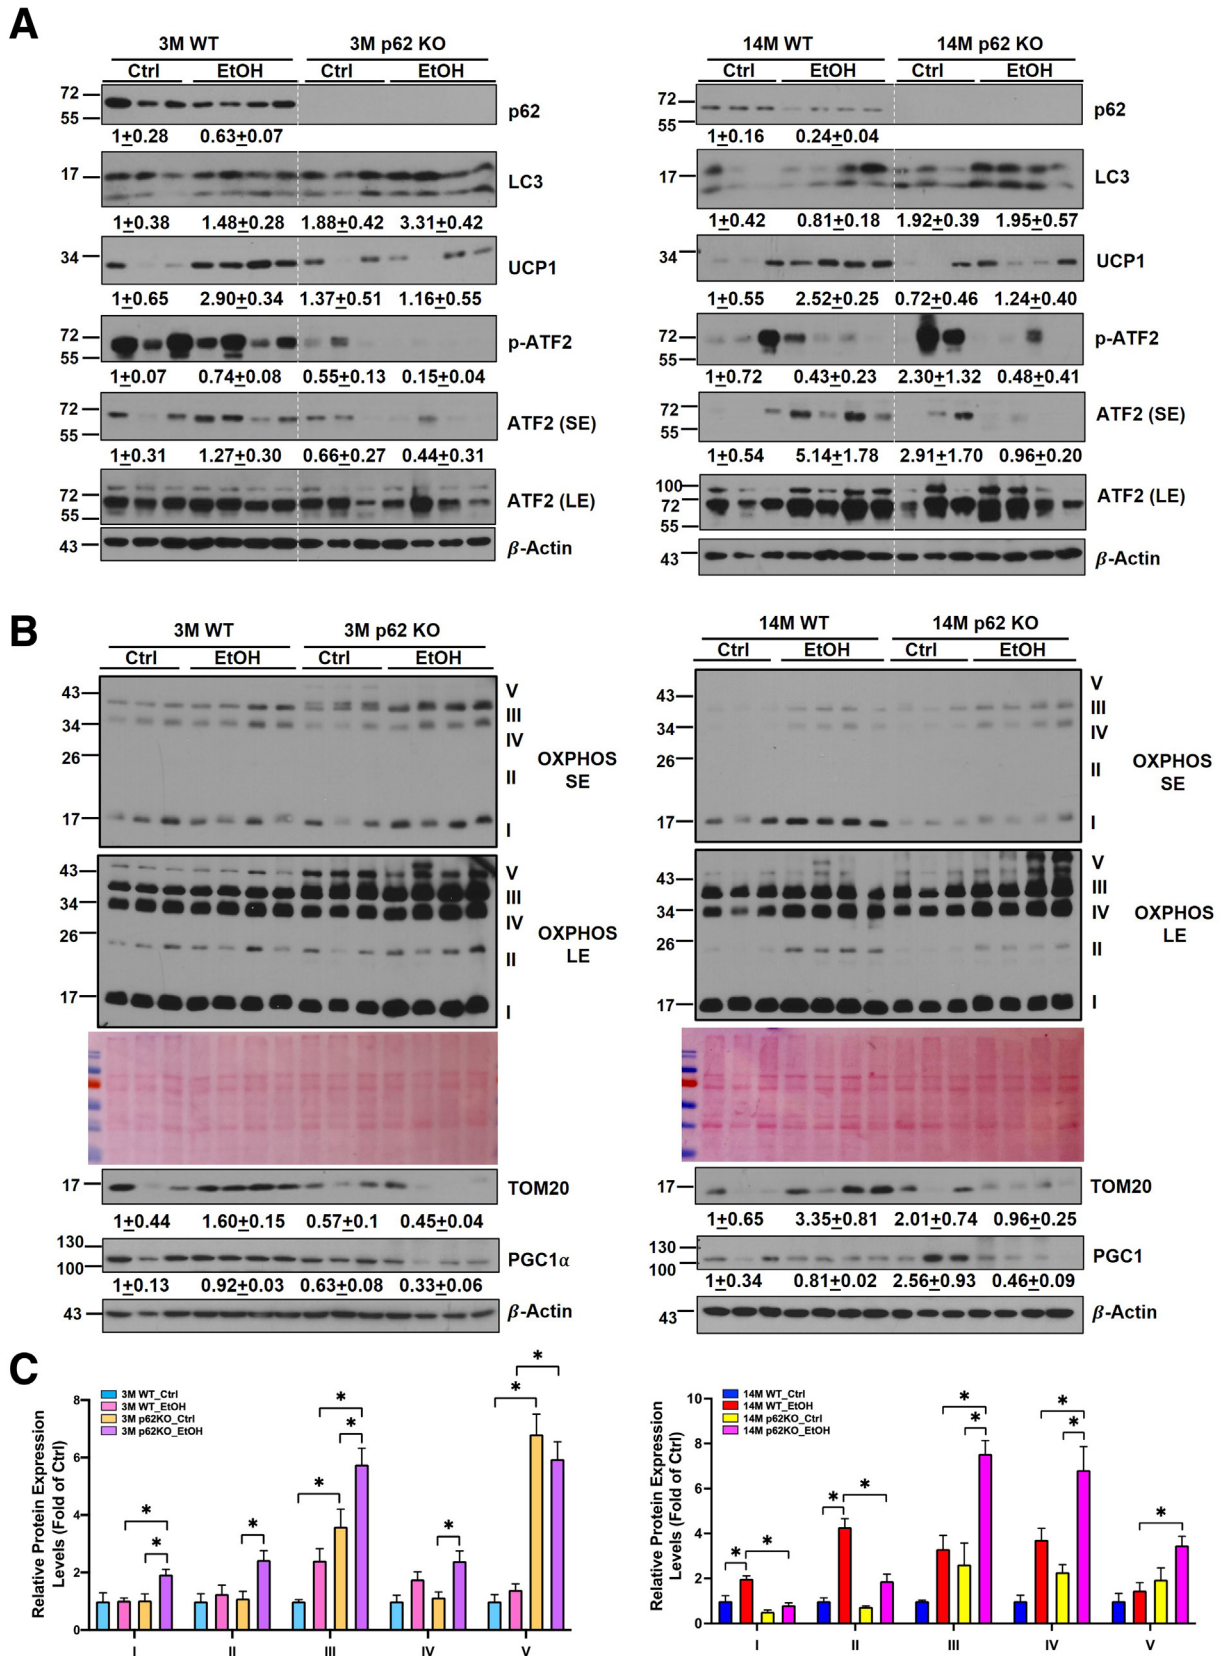 A
3M WT 3M p62 KO
Ctrl EtOH Ctrl EtOH
72
55
p62
1+0.28 0.63+0.07
17
LC3
1+0.38 1.48+0.28 1.88+0.42 3.31+0.42
34
UCP1
1+0.65 2.90+0.34 1.37+0.51 1.16+0.55
72
55
p-ATF2
1+0.07 0.74+0.08 0.55+0.13 0.15+0.04
72
55
ATF2 (SE)
1+0.31 1.27+0.30 0.66+0.27 0.44+0.31
72
55
ATF2 (LE)
43
β-Actin
14M WT 14M p62 KO
Ctrl EtOH Ctrl EtOH
72
55
p62
1+0.16 0.24+0.04
17
LC3
1+0.42 0.81+0.18 1.92+0.39 1.95+0.57
34
UCP1
1+0.55 2.52+0.25 0.72+0.46 1.24+0.40
72
55
p-ATF2
1+0.72 0.43+0.23 2.30+1.32 0.48+0.41
72
55
ATF2 (SE)
1+0.54 5.14+1.78 2.91+1.70 0.96+0.20
100
72
55
ATF2 (LE)
43
β-Actin
B
3M WT 3M p62 KO
Ctrl EtOH Ctrl EtOH
43
34
26
17
V
III
IV
II
I
OXPHOS
SE
43
34
26
17
V
III
IV
II
I
OXPHOS
LE
17
TOM20
1+0.44 1.60+0.15 0.57+0.1 0.45+0.04
130
100
PGC1α
1+0.13 0.92+0.03 0.63+0.08 0.33+0.06
43
β-Actin
14M WT 14M p62 KO
Ctrl EtOH Ctrl EtOH
43
34
26
17
V
III
IV
II
I
OXPHOS
SE
43
34
26
17
V
III
IV
II
I
OXPHOS
LE
17
TOM20
1+0.65 3.35+0.81 2.01+0.74 0.96+0.25
130
100
PGC1
1+0.34 0.81+0.02 2.56+0.93 0.46+0.09
43
β-Actin
C
Relative Protein Expression
Levels (Fold of Ctrl)
8
6
4
2
0
3M WT_Ctrl
3M WT_EtOH
3M p62KO_Ctrl
3M p62KO_EtOH
* * * * * * * * *
I II III IV V
Relative Protein Expression
Levels (Fold of Ctrl)
10
8
6
4
2
0
14M WT_Ctrl
14M WT_EtOH
14M p62KO_Ctrl
14M p62KO_EtOH
* * * * * * * * *
I II III IV V